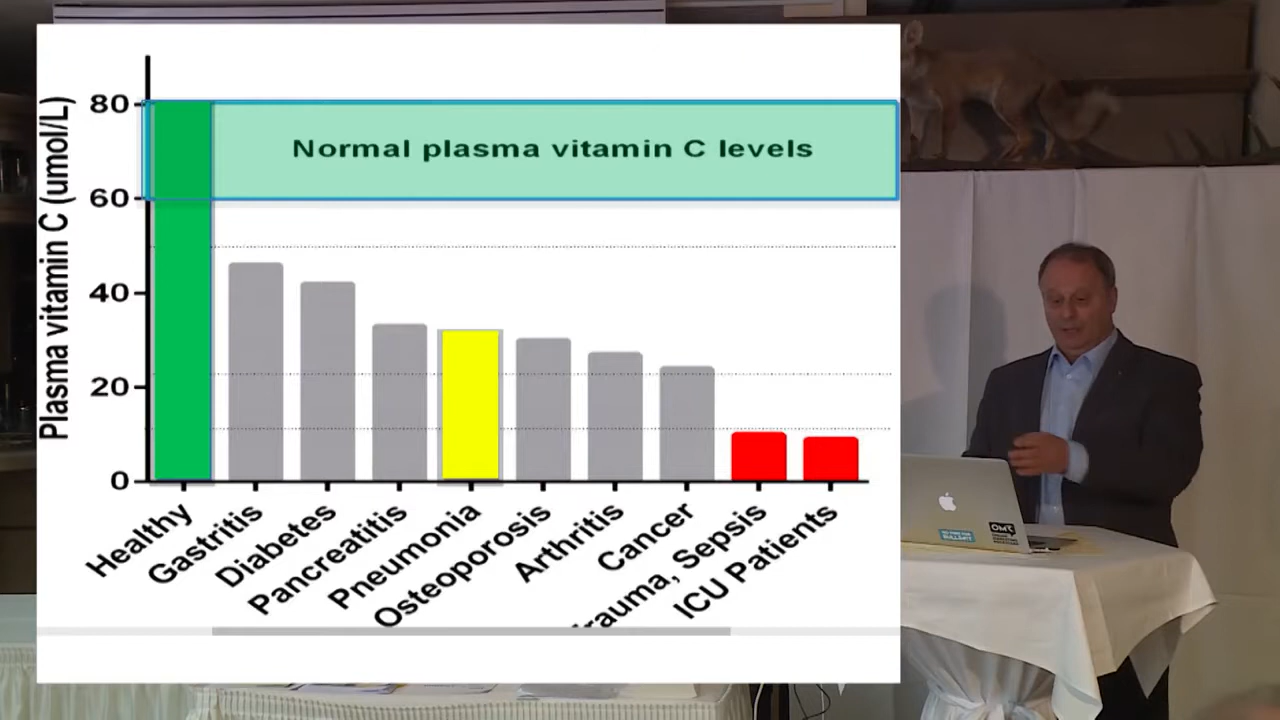 Plasma vitamin C (umol/L)
80
60
40
20
0
Normal plasma vitamin C levels
Healthy
Gastritis
Diabetes
Pancreatitis
Pneumonia
Osteoporosis
Arthritis
Cancer
rauma, Sepsis
ICU Patients